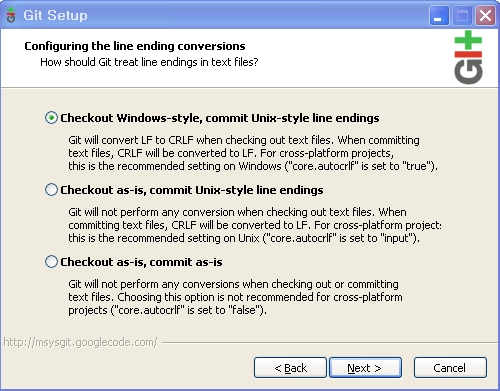 Git Setup
Configuring the line ending conversions
How should Git treat line endings in text files?
GIt
Checkout Windows-style, commit Unix-style line endings
Git will convert LF to CRLF when checking out text files. When committing
text files, CRLF will be converted to LF. For cross-platform projects,
this is the recommended setting on Windows ("core.autocrlf" is set to "true").
Checkout as-is, commit Unix-style line endings
Git will not perform any conversion when checking out text files. When
committing text files, CRLF will be converted to LF. For cross-platform project:
this is the recommended setting on Unix ("core.autocrlf" is set to "input").
Checkout as-is, commit as-is
Git will not perform any conversions when checking out or committing
text files. Choosing this option is not recommended for cross-platform
projects ("core.autocrlf" is set to "false").
http://msysgit.googlecode.com/
< Back
Next >
Cancel